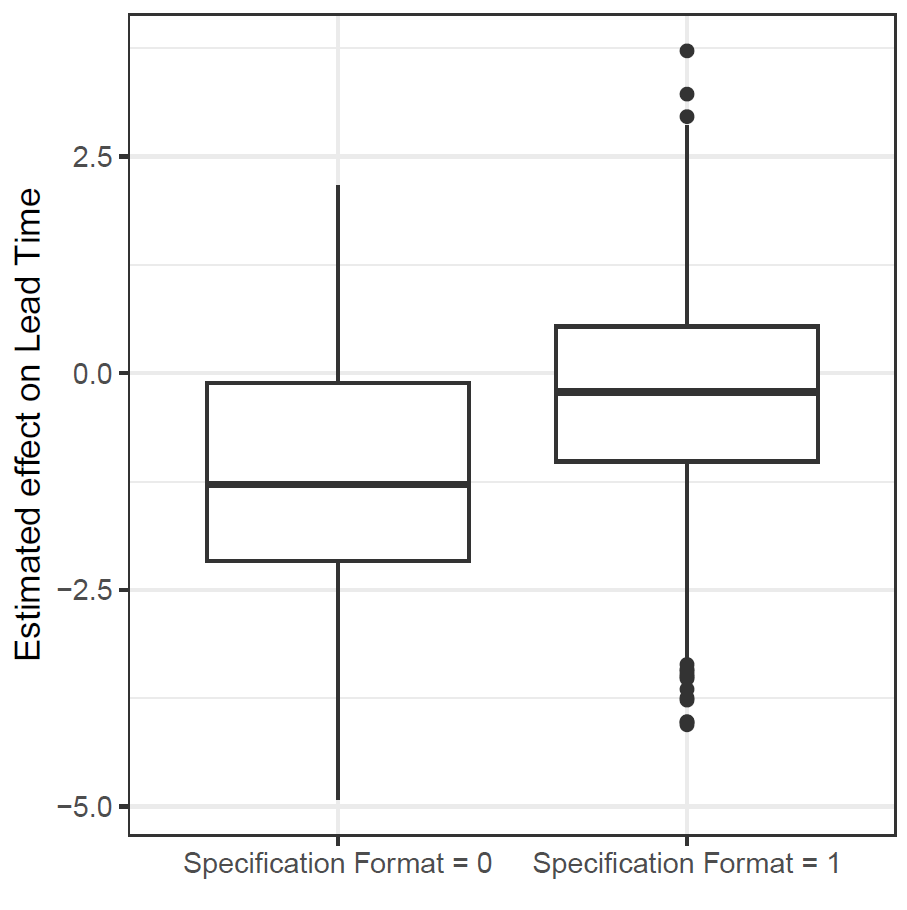 Estimated effect on Lead Time
2.5
0.0
−2.5
−5.0
Specification Format = 0
Specification Format = 1